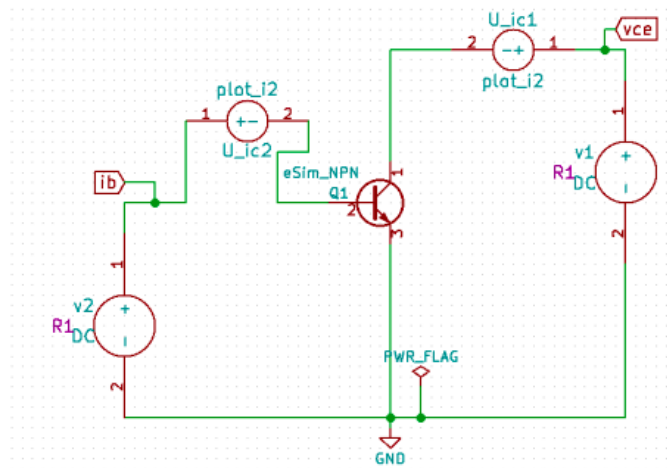 U_ic1
2
-+
1
vce
plot_i2
plot_i2
1
+-
2
U_ic2
eSim_NPN
Q1
1
2
3
ib
1
v1
R1
DC
+
−
2
1
v2
R1
DC
+
−
2
PWR_FLAG
GND